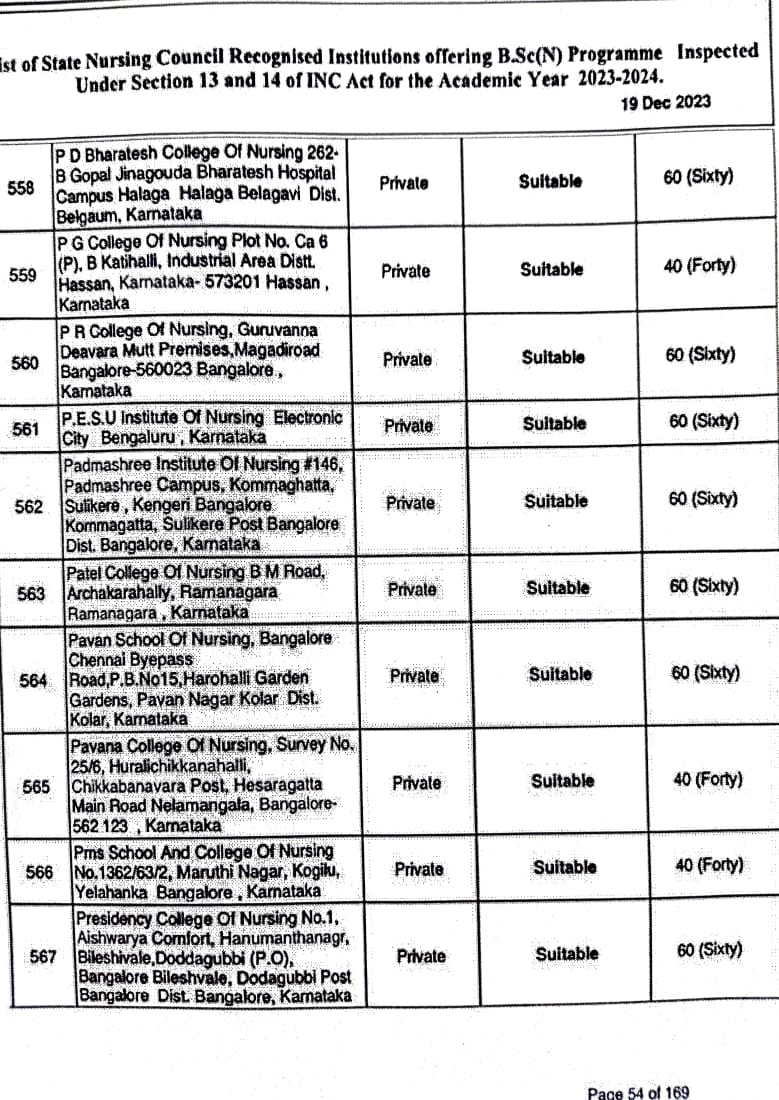 ist of State Nursing Council Recognised Institutions offering B.Sc(N) Programme Inspected
Under Section 13 and 14 of INC Act for the Academic Year 2023-2024.
19 Dec 2023
558
P D Bharatesh College Of Nursing 262-
B Gopal Jinagouda Bharatesh Hospital
Campus Halaga Halaga Belagavi Dist.
Belgaum, Karnataka
Private
Suitable
60 (Sixty)
559
P G College Of Nursing Plot No. Ca 6
(P), B Katihalli, Industrial Area Distt.
Hassan, Karnataka- 573201 Hassan ,
Karnataka
Private
Suitable
40 (Forty)
560
P R College Of Nursing, Guruvanna
Deavara Mutt Premises,Magadiroad
Bangalore-560023 Bangalore ,
Karnataka
Private
Suitable
60 (Sixty)
561
P.E.S.U Institute Of Nursing Electronic
City Bengaluru , Karnataka
Private
Suitable
60 (Sixty)
562
Padmashree Institute Of Nursing #146,
Padmashree Campus, Kommaghatta,
Sulikere , Kengeri Bangalore
Kommagatta, Sulikere Post Bangalore
Dist. Bangalore, Karnataka
Private
Suitable
60 (Sixty)
563
Patel College Of Nursing B M Road,
Archakarahally, Ramanagara
Ramanagara , Karnataka
Private
Suitable
60 (Sixty)
564
Pavan School Of Nursing, Bangalore
Chennai Byepass
Road,P.B.No15,Harohalli Garden
Gardens, Pavan Nagar Kolar Dist.
Kolar, Karnataka
Private
Suitable
60 (Sixty)
565
Pavana College Of Nursing, Survey No.
25/6, Huralichikkanahalli,
Chikkabanavara Post, Hesaragatta
Main Road Nelamangala, Bangalore-
562 123 , Karnataka
Private
Suitable
40 (Forty)
566
Pms School And College Of Nursing
No.1362/63/2, Maruthi Nagar, Kogilu,
Yelahanka Bangalore , Karnataka
Private
Suitable
40 (Forty)
567
Presidency College Of Nursing No.1,
Aishwarya Comfort, Hanumanthanagr,
Bileshivale,Doddagubbi (P.O),
Bangalore Bileshvale, Dodagubbi Post
Bangalore Dist. Bangalore, Karnataka
Private
Suitable
60 (Sixty)
Page 54 of 169